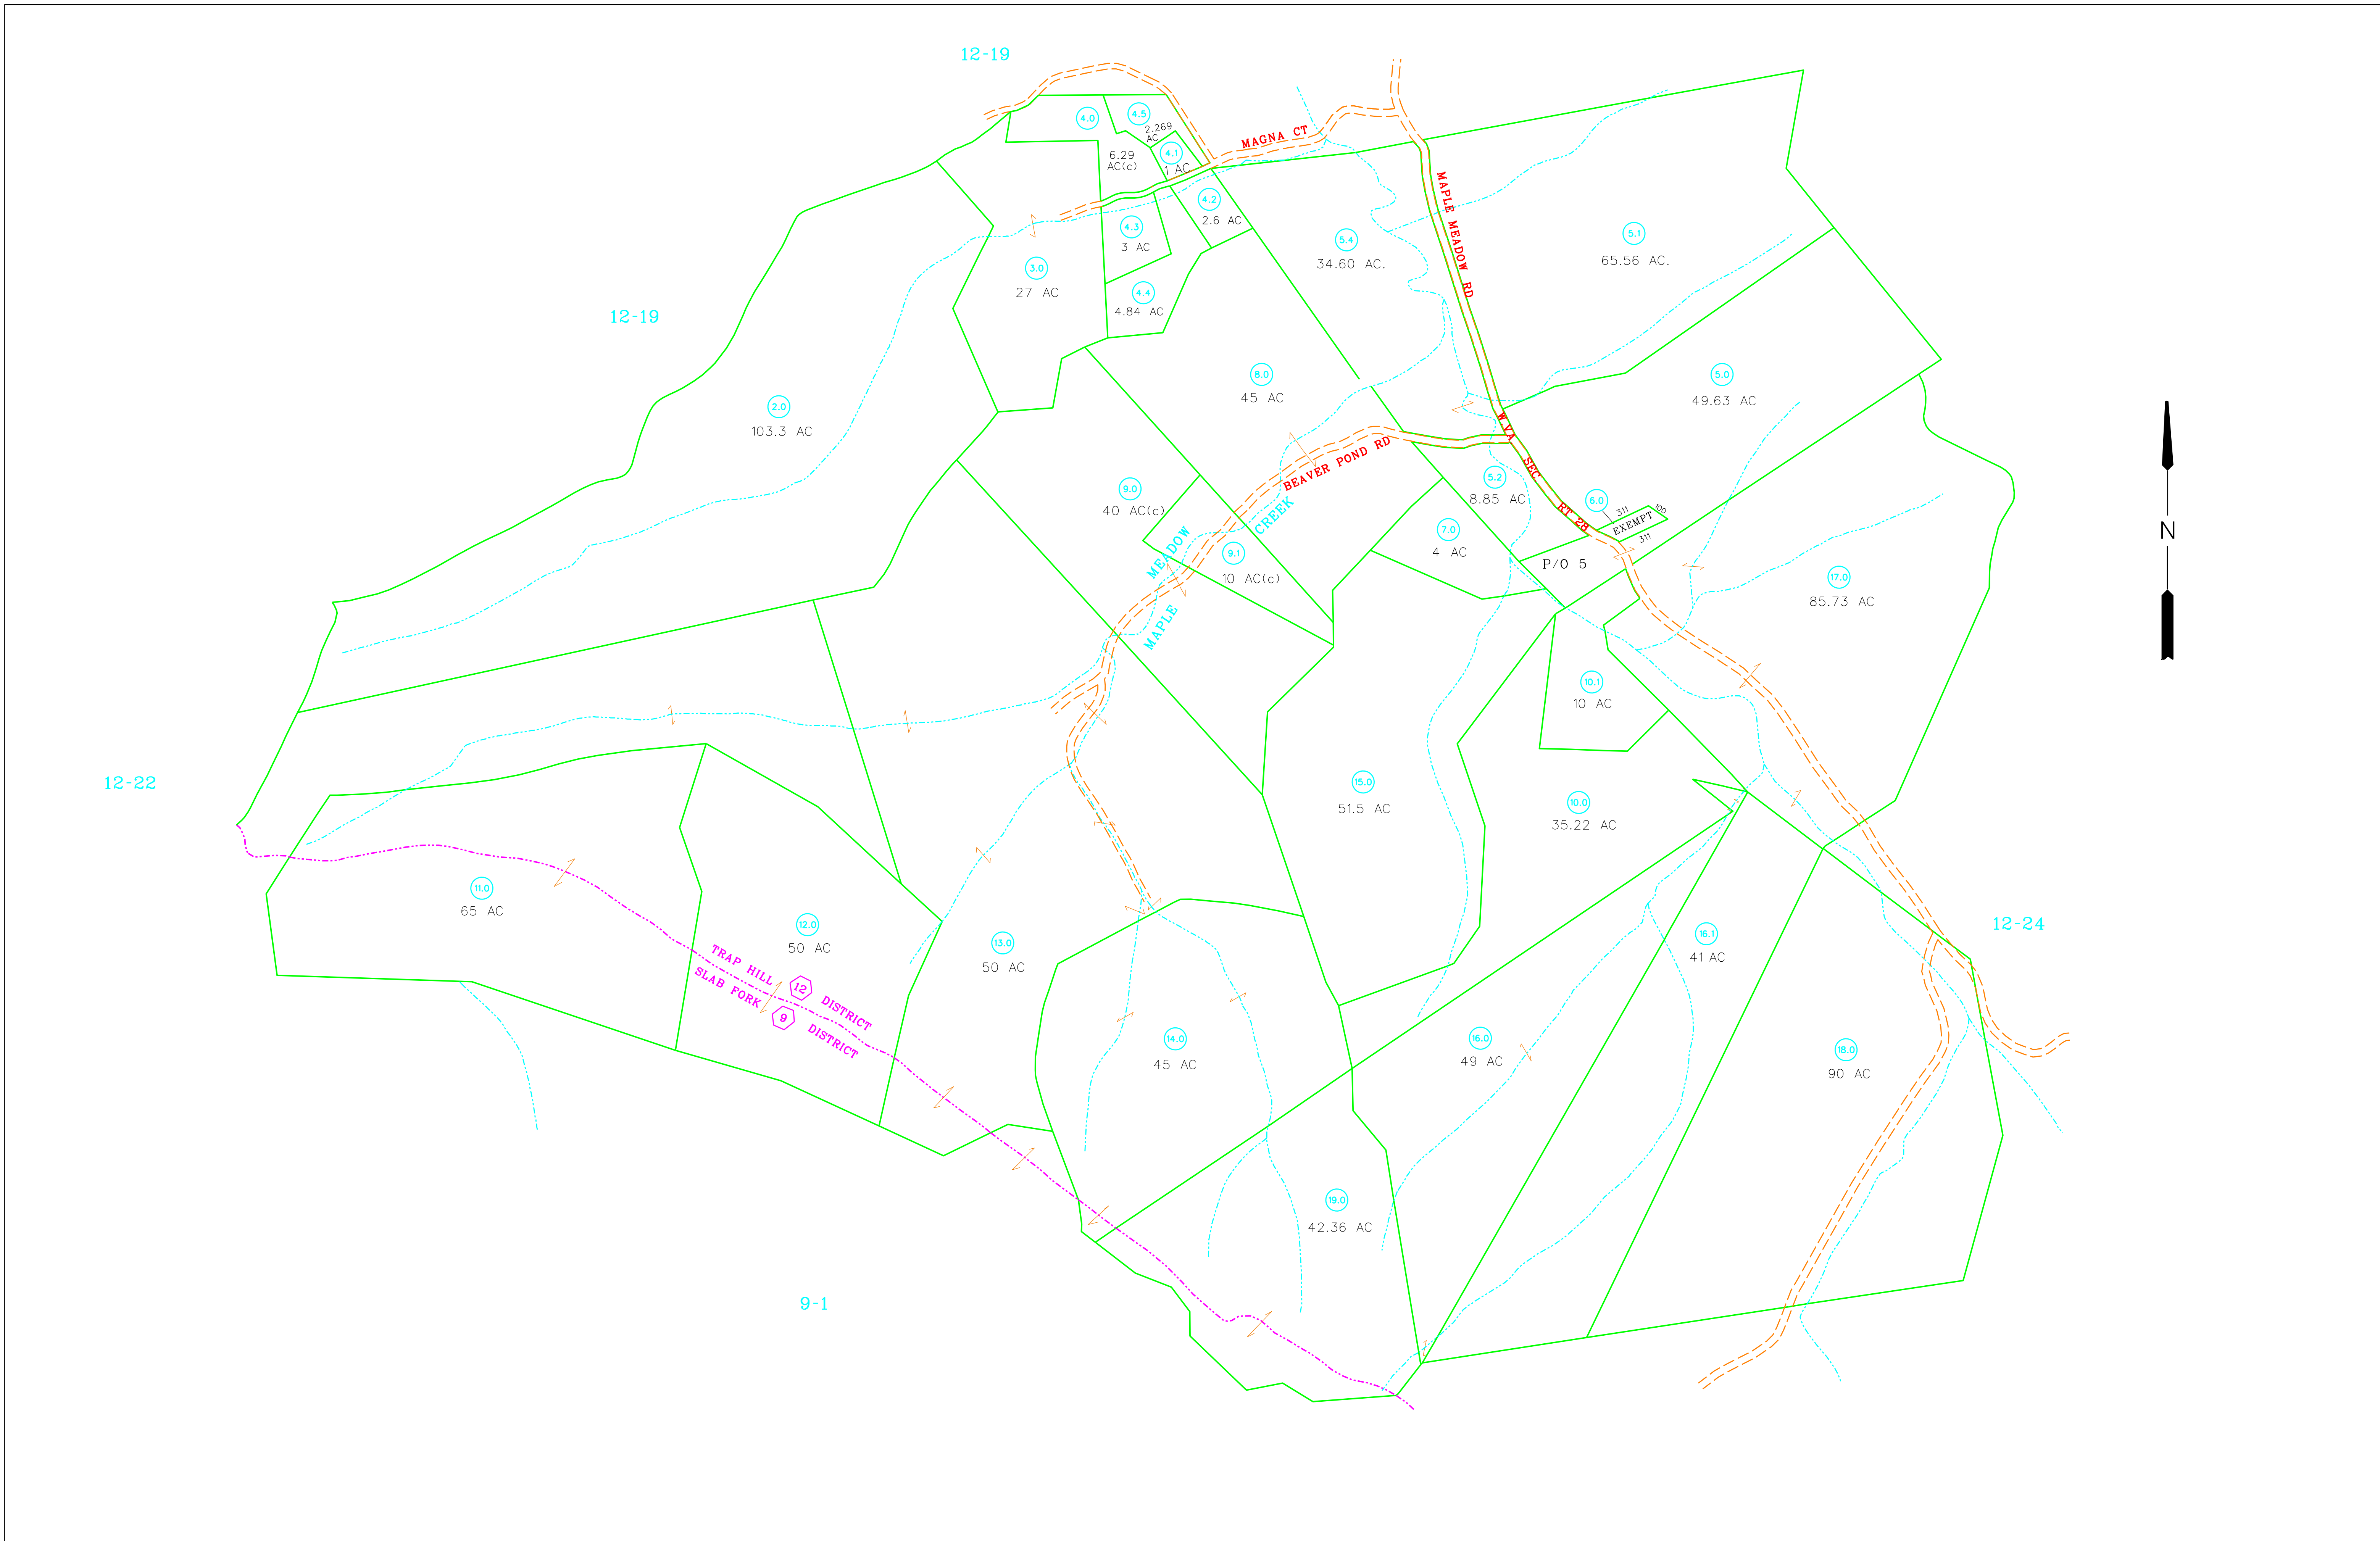 12-19
4.0
4.5
2.269
AC
MAGNA CT
6.29
AC(c)
4.1
1 AC
4.2
2.6 AC
4.3
3 AC
4.4
4.84 AC
3.0
27 AC
5.4
34.60 AC.
MAPLE MEADOW RD
5.1
65.56 AC.
12-19
2.0
103.3 AC
8.0
45 AC
5.0
49.63 AC
W.VA SEC RT 28
BEAVER POND RD
9.0
40 AC(c)
5.2
8.85 AC
6.0
311
100
EXEMPT
311
7.0
4 AC
P/O 5
N
MEADOW CREEK
MAPLE
9.1
10 AC(c)
17.0
85.73 AC
10.1
10 AC
12-22
15.0
51.5 AC
10.0
35.22 AC
11.0
65 AC
12.0
50 AC
13.0
50 AC
16.1
41 AC
12-24
TRAP HILL 12 DISTRICT
SLAB FORK 9 DISTRICT
14.0
45 AC
16.0
49 AC
18.0
90 AC
19.0
42.36 AC
9-1